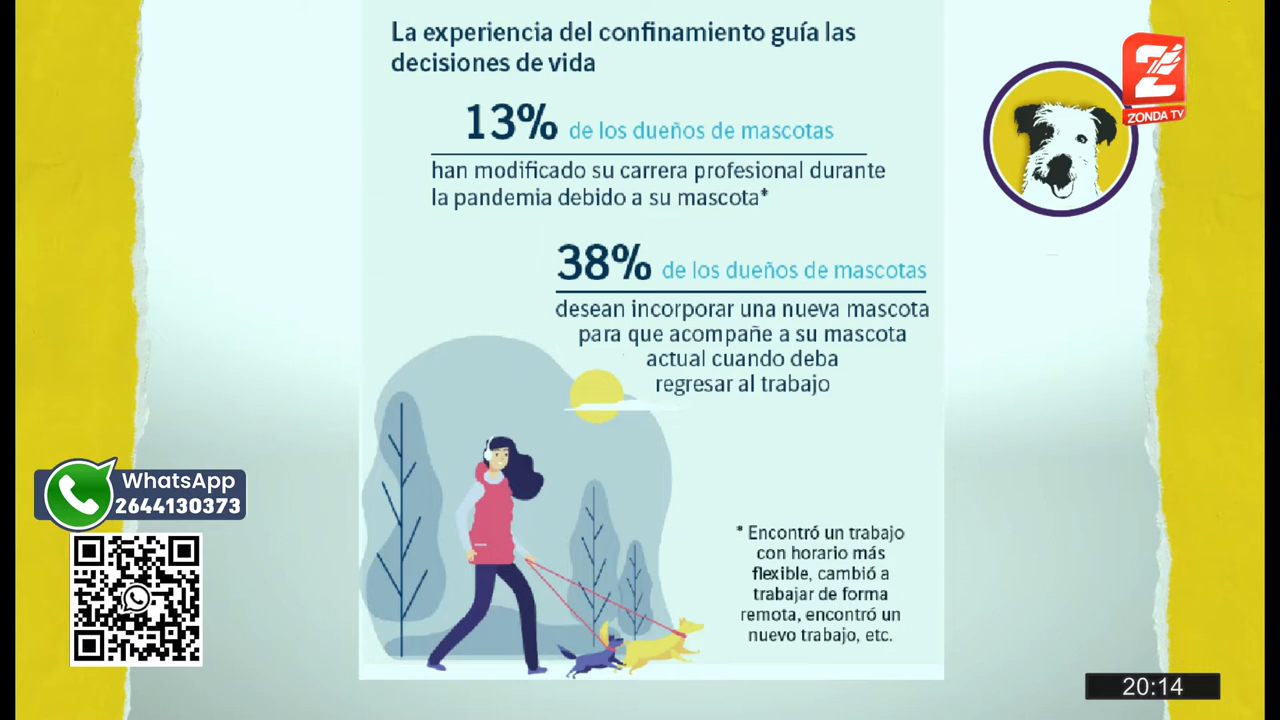 La experiencia del confinamiento guía las
decisiones de vida
13% de los dueños de mascotas
han modificado su carrera profesional durante
la pandemia debido a su mascota*
38% de los dueños de mascotas
desean incorporar una nueva mascota
para que acompañe a su mascota
actual cuando deba
regresar al trabajo
* Encontró un trabajo
con horario más
flexible, cambió a
trabajar de forma
remota, encontró un
nuevo trabajo, etc.
Z
ZONDA TV
WhatsApp
2644130373
20:14